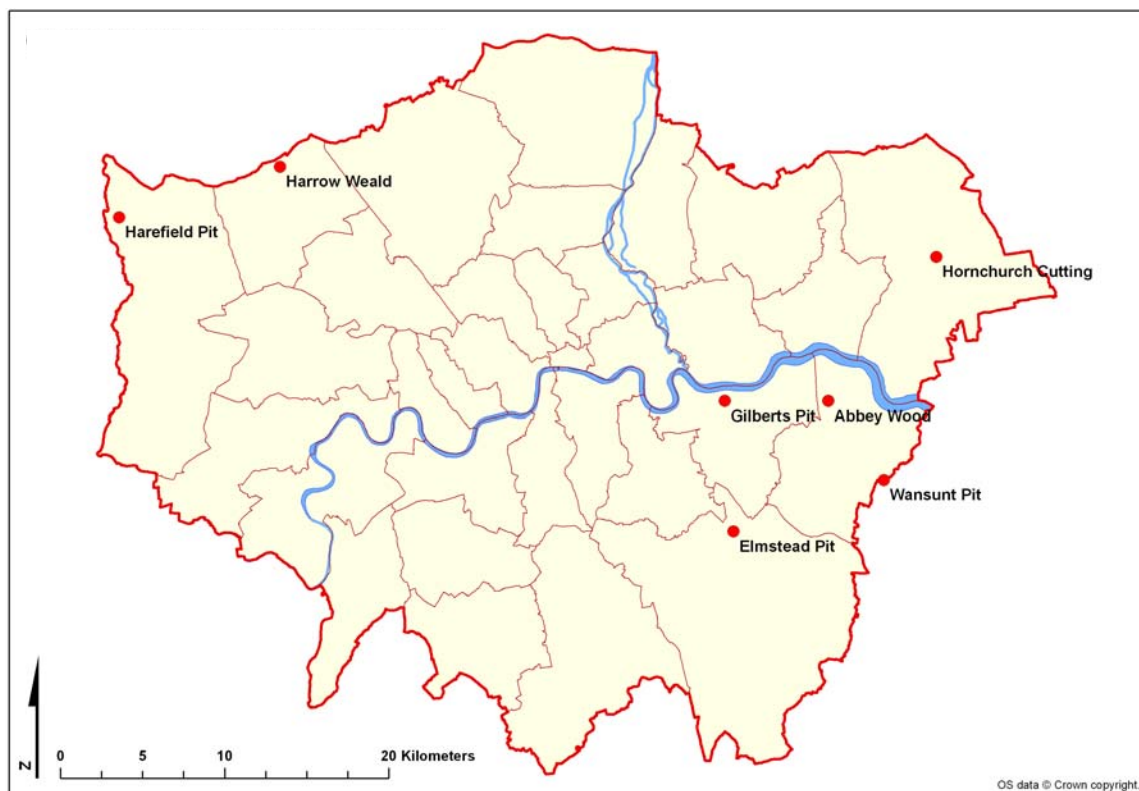 Harrow Weald
Harefield Pit
Hornchurch Cutting
Gilberts Pit
Abbey Wood
Wansunt Pit
Elmstead Pit
N
0 5 10 20 Kilometers
OS data © Crown copyright.